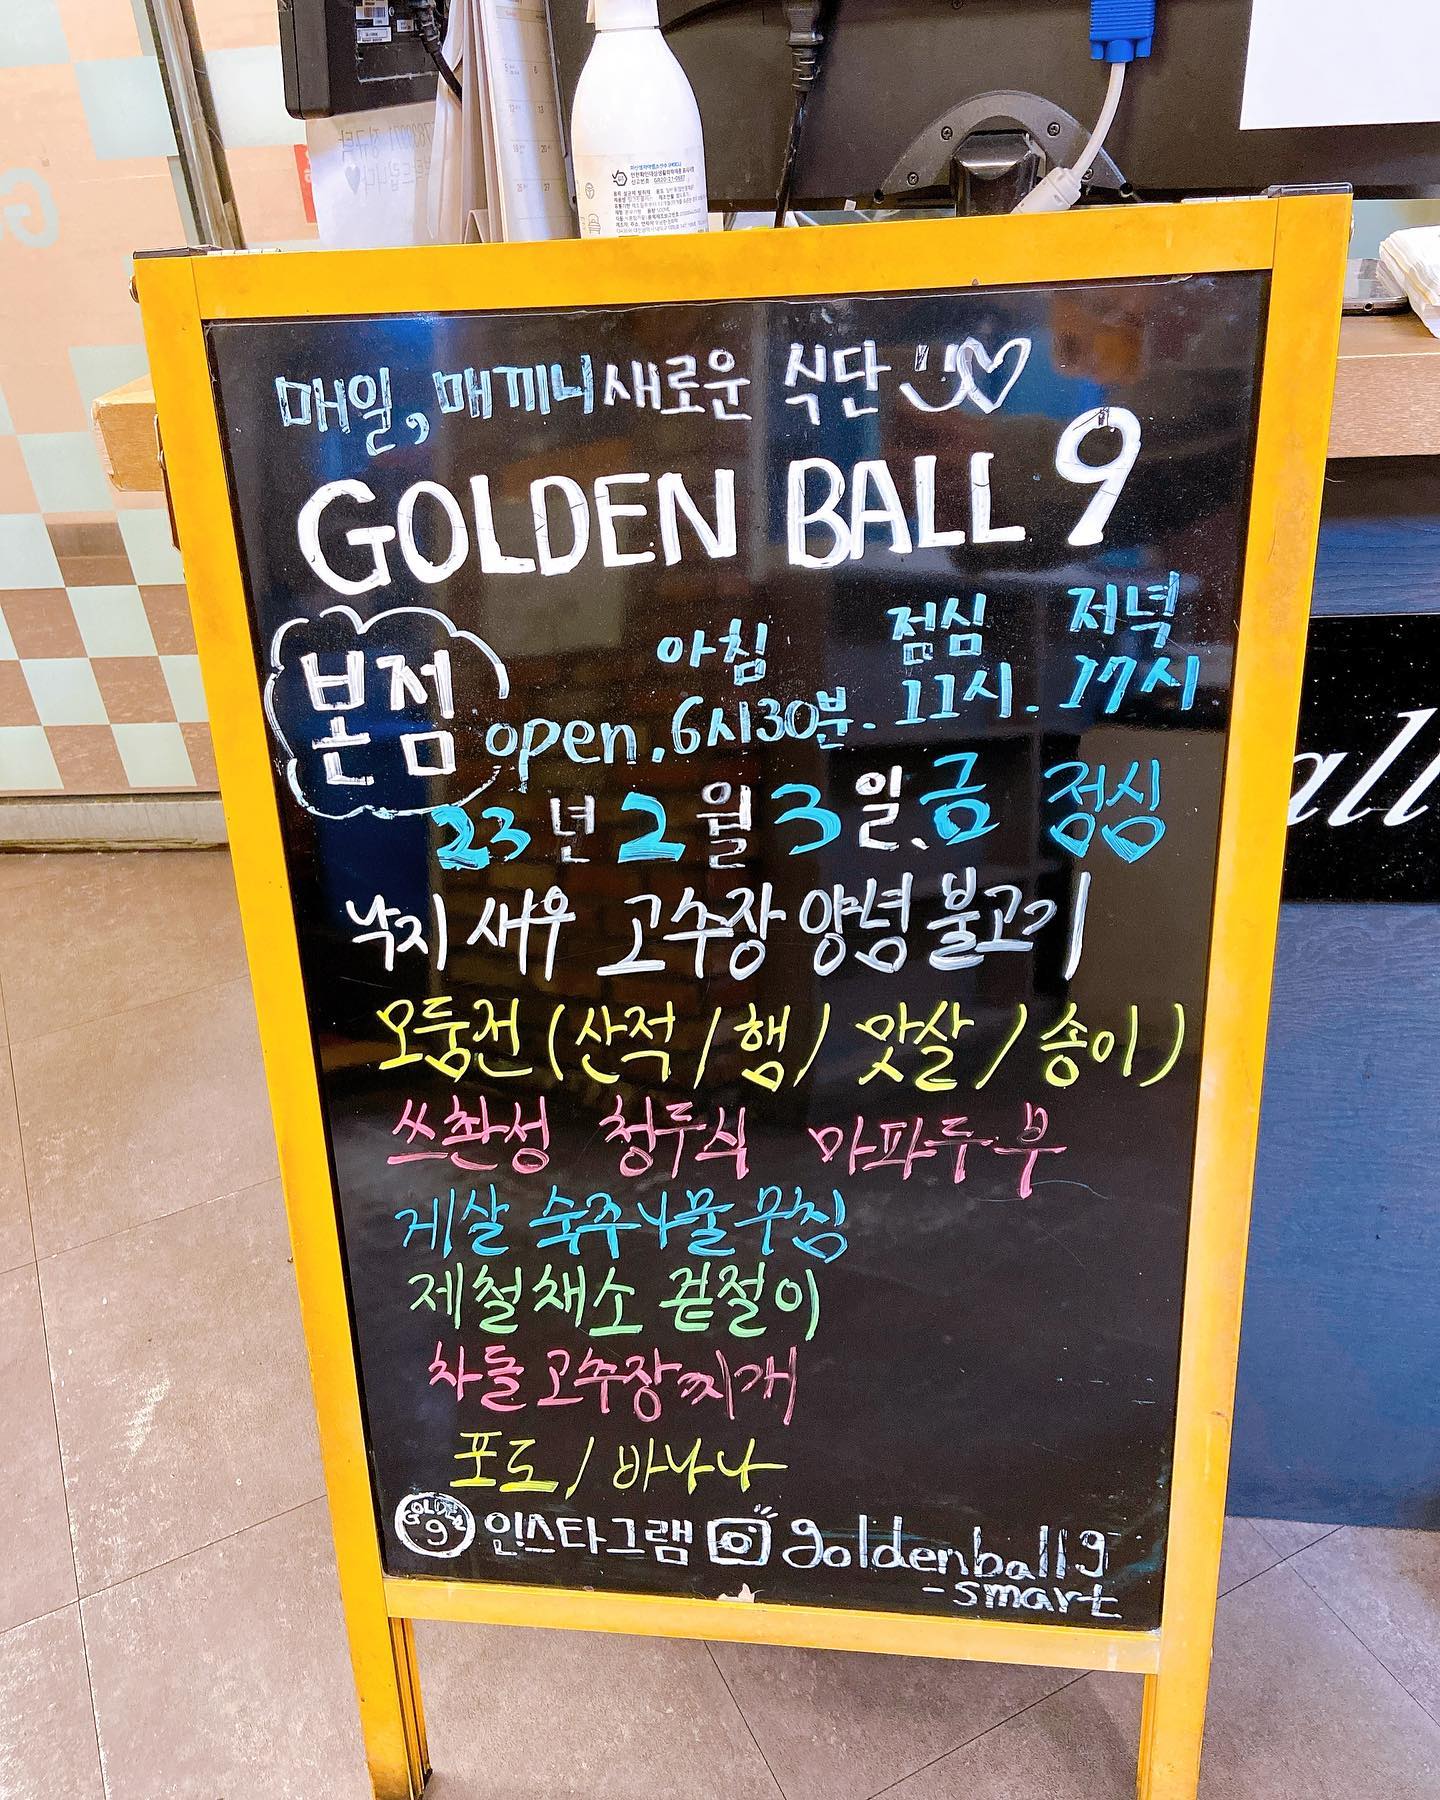 매일, 매끼니 새로운 식단
GOLDEN BALL 9
본점
아침 점심 저녁
open. 6시30분. 11시. 17시
23년 2월 3일. 금 점심
낙지 새우 고추장 양념 불고기
모둠전 (산적 / 햄 / 맛살 / 송이)
쓰촨성 청두식 마파두부
게살 숙주나물 무침
제철채소 겉절이
차돌 고추장찌개
포도 / 바나나
GOLDEN 9 인스타그램 goldenball9
-smart
all